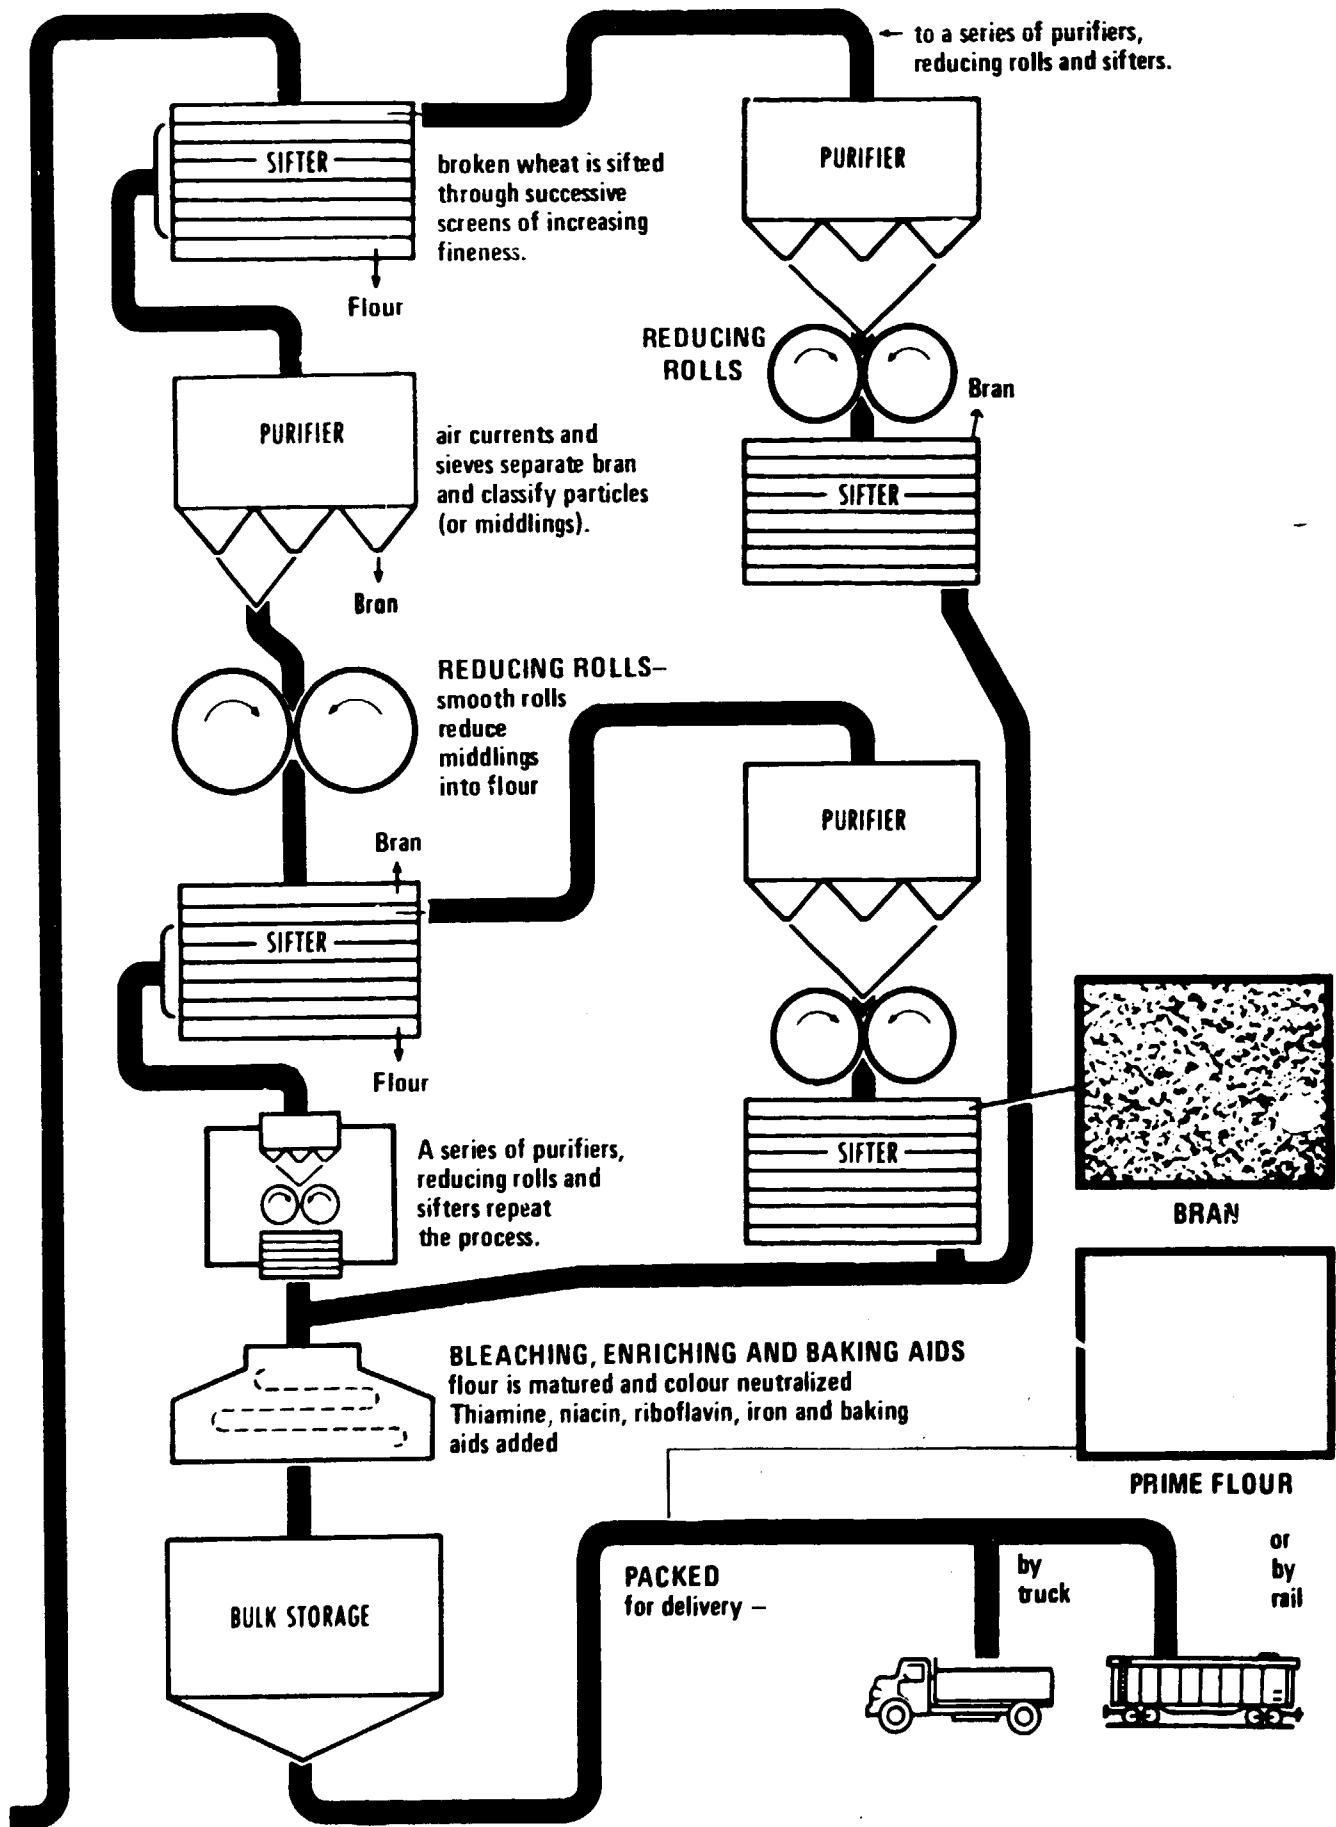 to a series of purifiers,
reducing rolls and sifters.
SIFTER
broken wheat is sifted
through successive
screens of increasing
fineness.
Flour
PURIFIER
REDUCING
ROLLS
Bran
SIFTER
PURIFIER
air currents and
sieves separate bran
and classify particles
(or middlings).
Bran
REDUCING ROLLS–
smooth rolls
reduce
middlings
into flour
Bran
SIFTER
Flour
PURIFIER
SIFTER
BRAN
A series of purifiers,
reducing rolls and
sifters repeat
the process.
BLEACHING, ENRICHING AND BAKING AIDS
flour is matured and colour neutralized
Thiamine, niacin, riboflavin, iron and baking
aids added
PRIME FLOUR
BULK STORAGE
PACKED
for delivery –
by
truck
or
by
rail